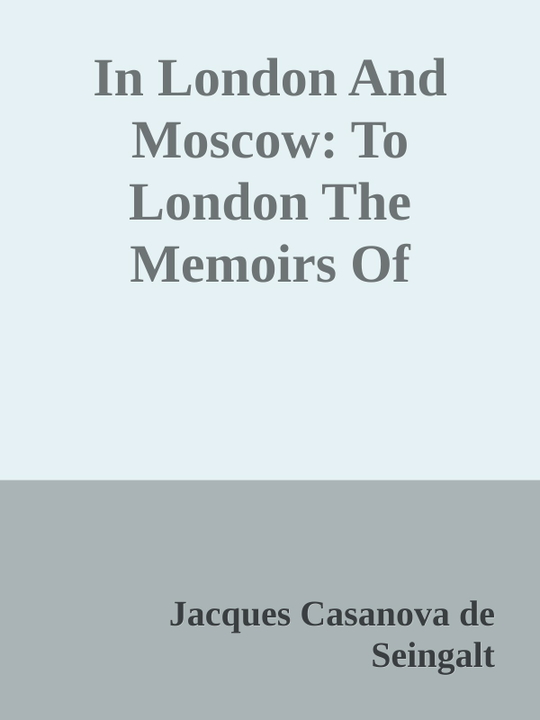 In London And
Moscow: To
London The
Memoirs Of
Jacques Casanova de
Seingalt